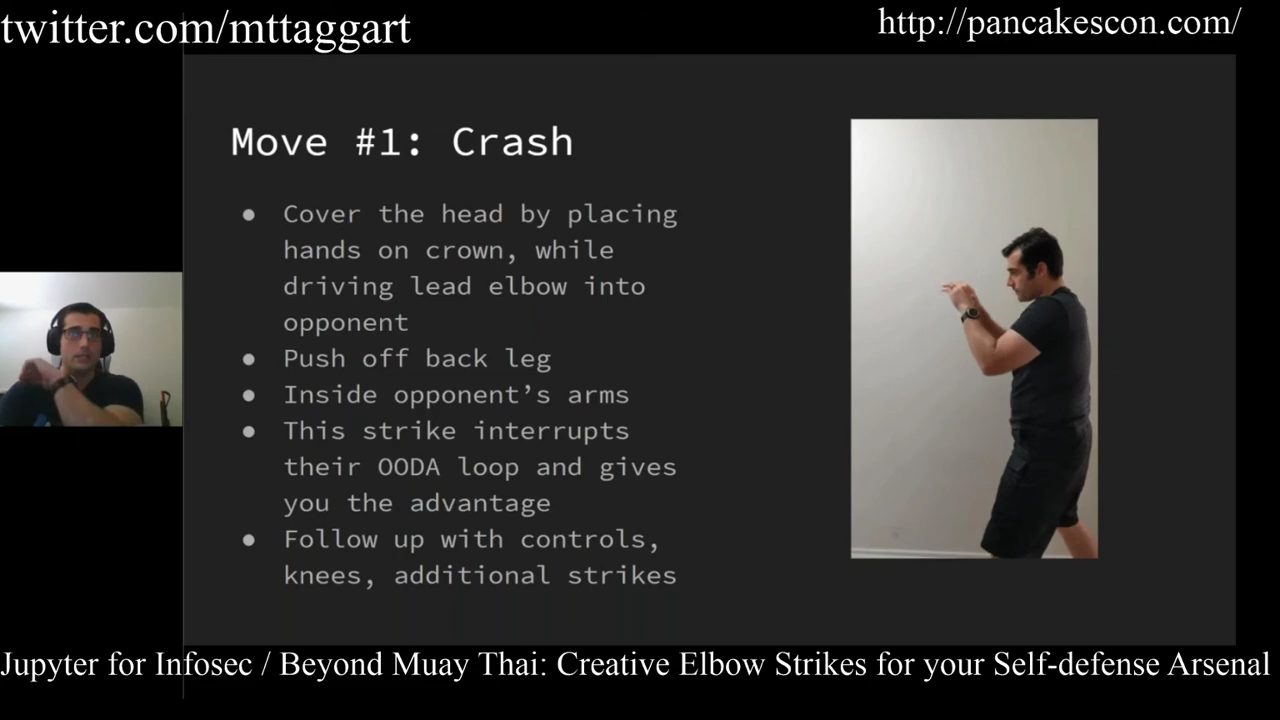 twitter.com/mttaggart
http://pancakescon.com/
Move #1: Crash
● Cover the head by placing
hands on crown, while
driving lead elbow into
opponent
● Push off back leg
● Inside opponent’s arms
● This strike interrupts
their OODA loop and gives
you the advantage
● Follow up with controls,
knees, additional strikes
Jupyter for Infosec / Beyond Muay Thai: Creative Elbow Strikes for your Self-defense Arsenal